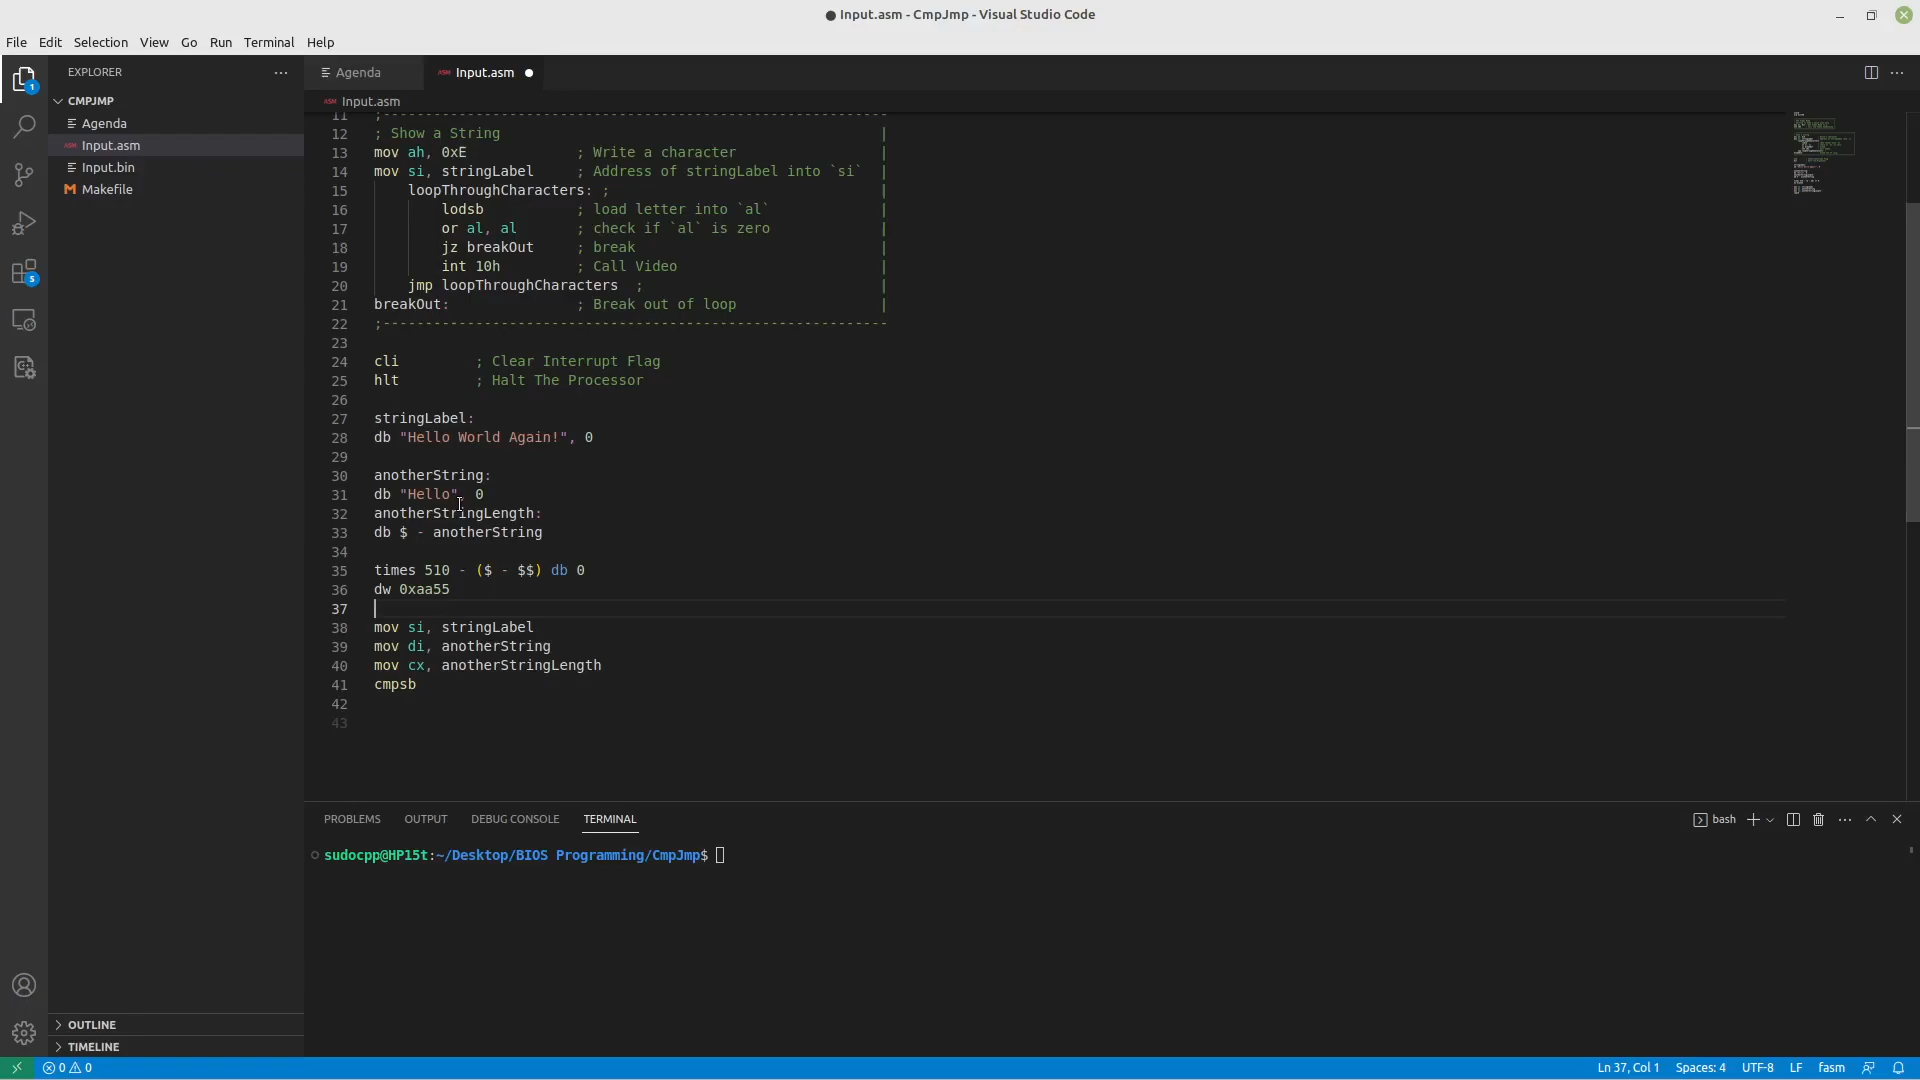 ● Input.asm - CmpJmp - Visual Studio Code
File Edit Selection View Go Run Terminal Help
EXPLORER
Agenda
ASM Input.asm
ASM Input.asm
CMPJMP
Agenda
ASM Input.asm
Input.bin
Makefile
OUTLINE
TIMELINE
1
5
11 ;------------------------------------------------------------
12 ; Show a String |
13 mov ah, 0xE ; Write a character |
14 mov si, stringLabel ; Address of stringLabel into `si` |
15 loopThroughCharacters: ; |
16 lodsb ; load letter into `al` |
17 or al, al ; check if `al` is zero |
18 jz breakOut ; break |
19 int 10h ; Call Video |
20 jmp loopThroughCharacters ; |
21 breakOut: ; Break out of loop |
22 ;------------------------------------------------------------
23
24 cli ; Clear Interrupt Flag
25 hlt ; Halt The Processor
26
27 stringLabel:
28 db "Hello World Again!", 0
29
30 anotherString:
31 db "Hello", 0
32 anotherStringLength:
33 db $ - anotherString
34
35 times 510 - ($ - $$) db 0
36 dw 0xaa55
37
38 mov si, stringLabel
39 mov di, anotherString
40 mov cx, anotherStringLength
41 cmpsb
42
43
PROBLEMS OUTPUT DEBUG CONSOLE TERMINAL
bash
sudocpp@HP15t:~/Desktop/BIOS Programming/CmpJmp$
0 0
Ln 37, Col 1 Spaces: 4 UTF-8 LF fasm